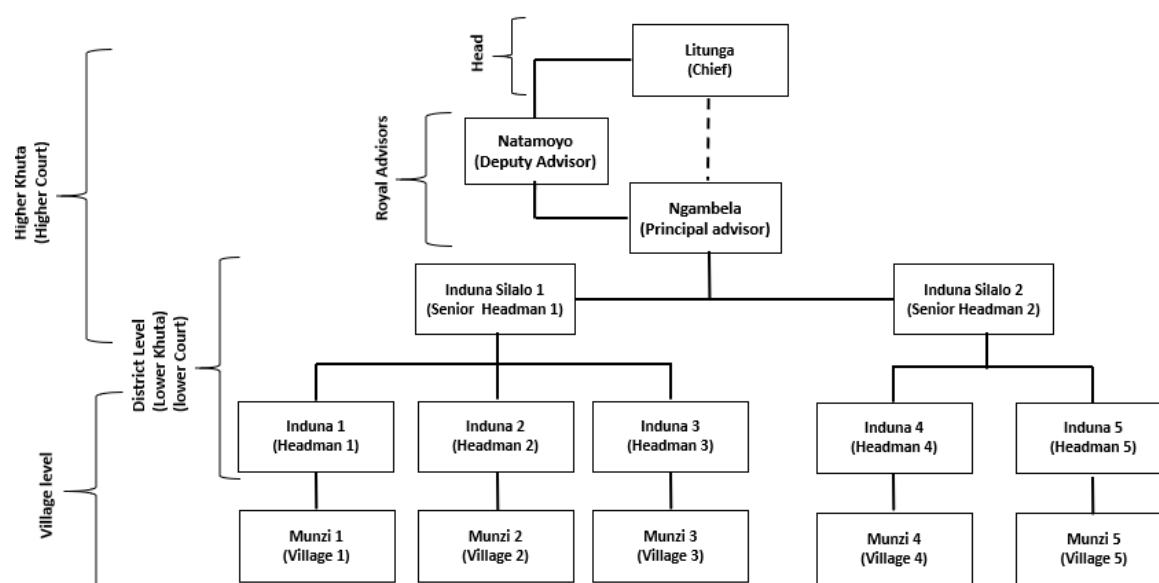 Head
Litunga
(Chief)
Higher Khuta
(Higher Court)
Royal Advisors
Natamoyo
(Deputy Advisor)
Ngambela
(Principal advisor)
District Level
(Lower Khuta)
(lower Court)
Induna Silalo 1
(Senior Headman 1)
Induna Silalo 2
(Senior Headman 2)
Village level
Induna 1
(Headman 1)
Induna 2
(Headman 2)
Induna 3
(Headman 3)
Induna 4
(Headman 4)
Induna 5
(Headman 5)
Munzi 1
(Village 1)
Munzi 2
(Village 2)
Munzi 3
(Village 3)
Munzi 4
(Village 4)
Munzi 5
(Village 5)